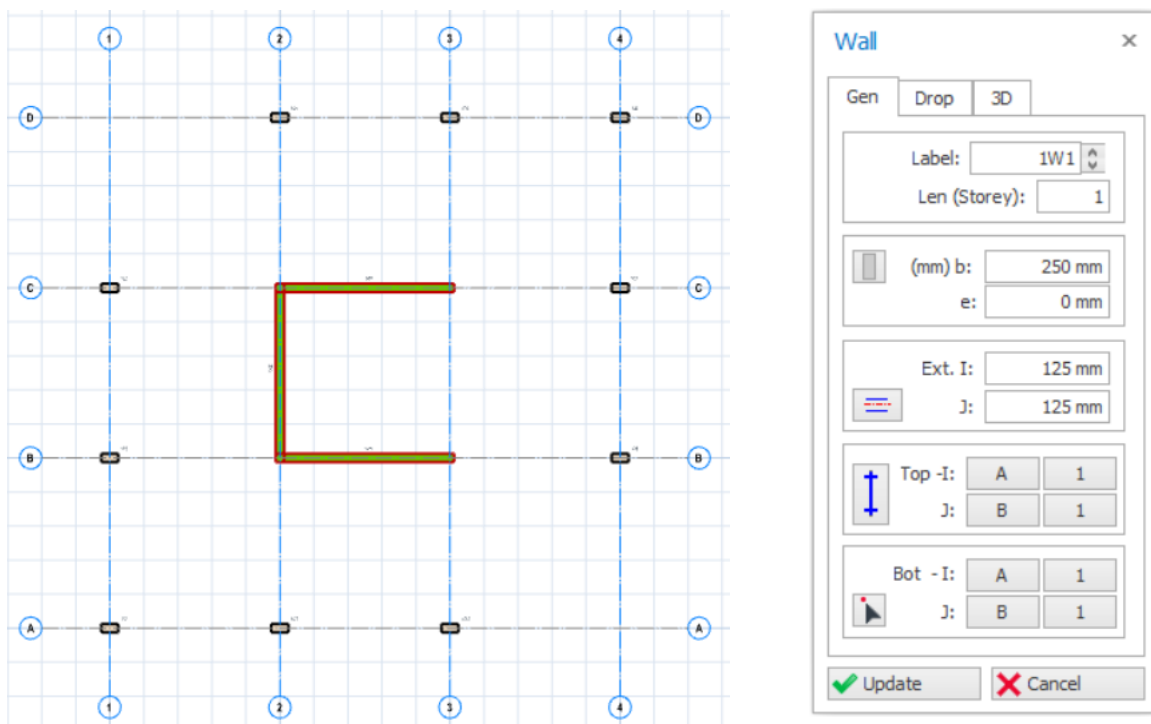 1 2 3 4
D D
C C
B B
A A
1 2 3 4
Wall
Gen Drop 3D
Label: 1W1
Len (Storey): 1
(mm) b: 250 mm
e: 0 mm
Ext. I: 125 mm
J: 125 mm
Top -I: A 1
J: B 1
Bot - I: A 1
J: B 1
Update Cancel